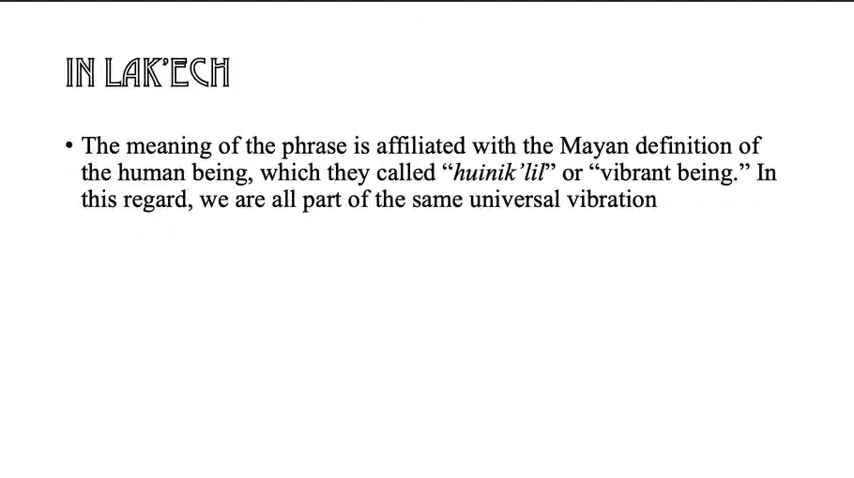 IN LAK'ECH
• The meaning of the phrase is affiliated with the Mayan definition of
the human being, which they called “huinik’lil” or “vibrant being.” In
this regard, we are all part of the same universal vibration